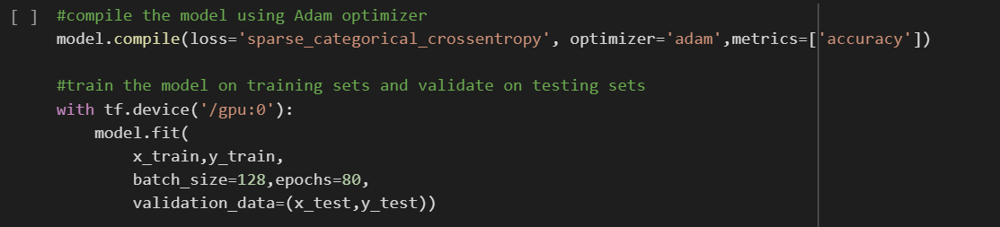 [ ] #compile the model using Adam optimizer
model.compile(loss='sparse_categorical_crossentropy', optimizer='adam',metrics=['accuracy'])
#train the model on training sets and validate on testing sets
with tf.device('/gpu:0'):
model.fit(
x_train,y_train,
batch_size=128,epochs=80,
validation_data=(x_test,y_test))